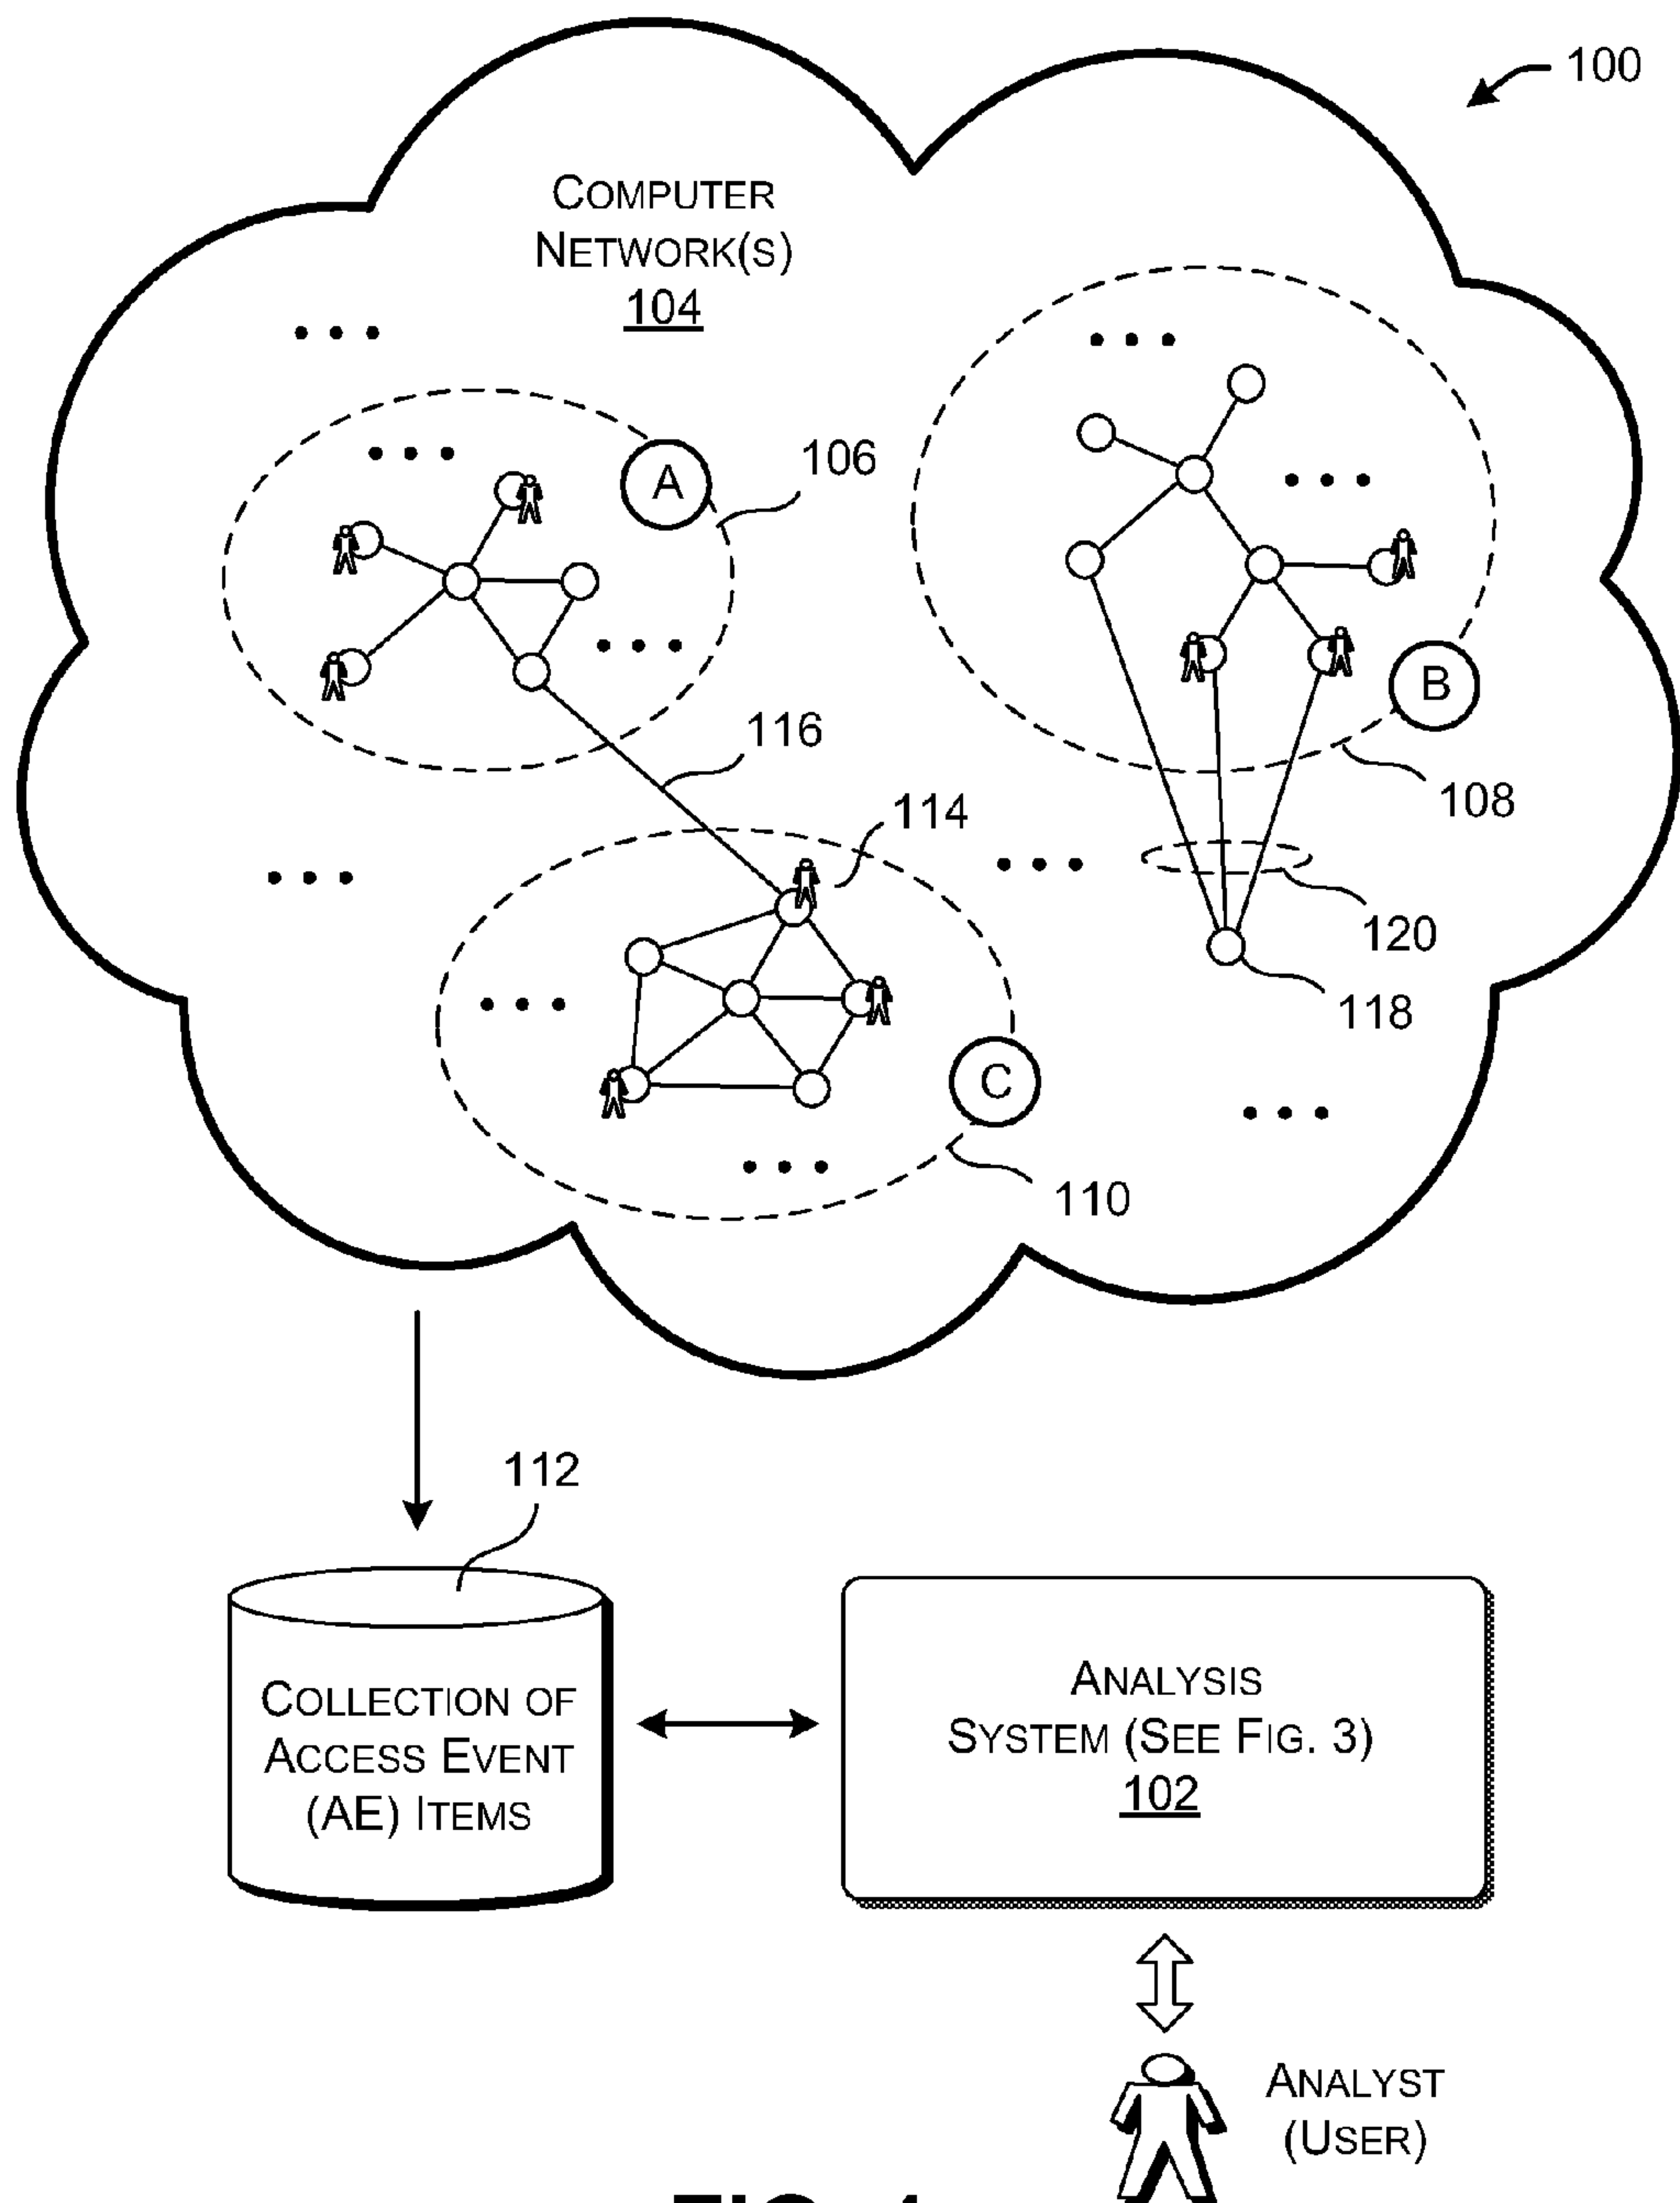 100
COMPUTER
NETWORK(S)
104
A
106
B
116
108
114
120
118
C
110
112
COLLECTION OF
ACCESS EVENT
(AE) ITEMS
ANALYSIS
SYSTEM (SEE FIG. 3)
102
ANALYST
(USER)